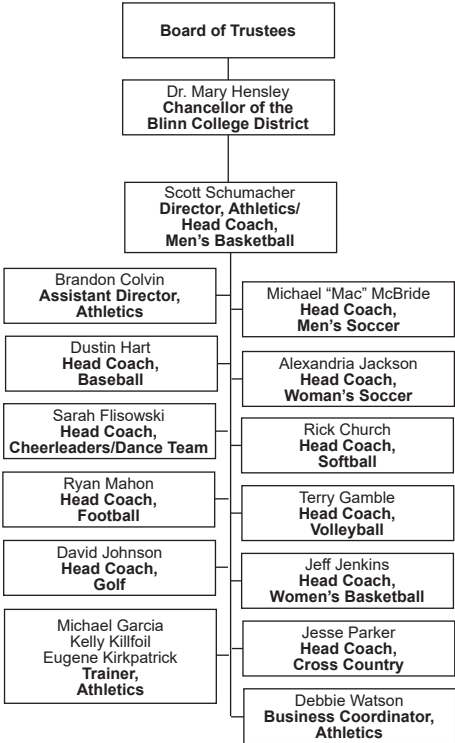 Board of Trustees
Dr. Mary Hensley
Chancellor of the
Blinn College District
Scott Schumacher
Director, Athletics/
Head Coach,
Men's Basketball
Brandon Colvin
Assistant Director,
Athletics
Michael “Mac” McBride
Head Coach,
Men's Soccer
Dustin Hart
Head Coach,
Baseball
Alexandria Jackson
Head Coach,
Woman's Soccer
Sarah Flisowski
Head Coach,
Cheerleaders/Dance Team
Rick Church
Head Coach,
Softball
Ryan Mahon
Head Coach,
Football
Terry Gamble
Head Coach,
Volleyball
David Johnson
Head Coach,
Golf
Jeff Jenkins
Head Coach,
Women's Basketball
Michael Garcia
Kelly Killfoil
Eugene Kirkpatrick
Trainer,
Athletics
Jesse Parker
Head Coach,
Cross Country
Debbie Watson
Business Coordinator,
Athletics